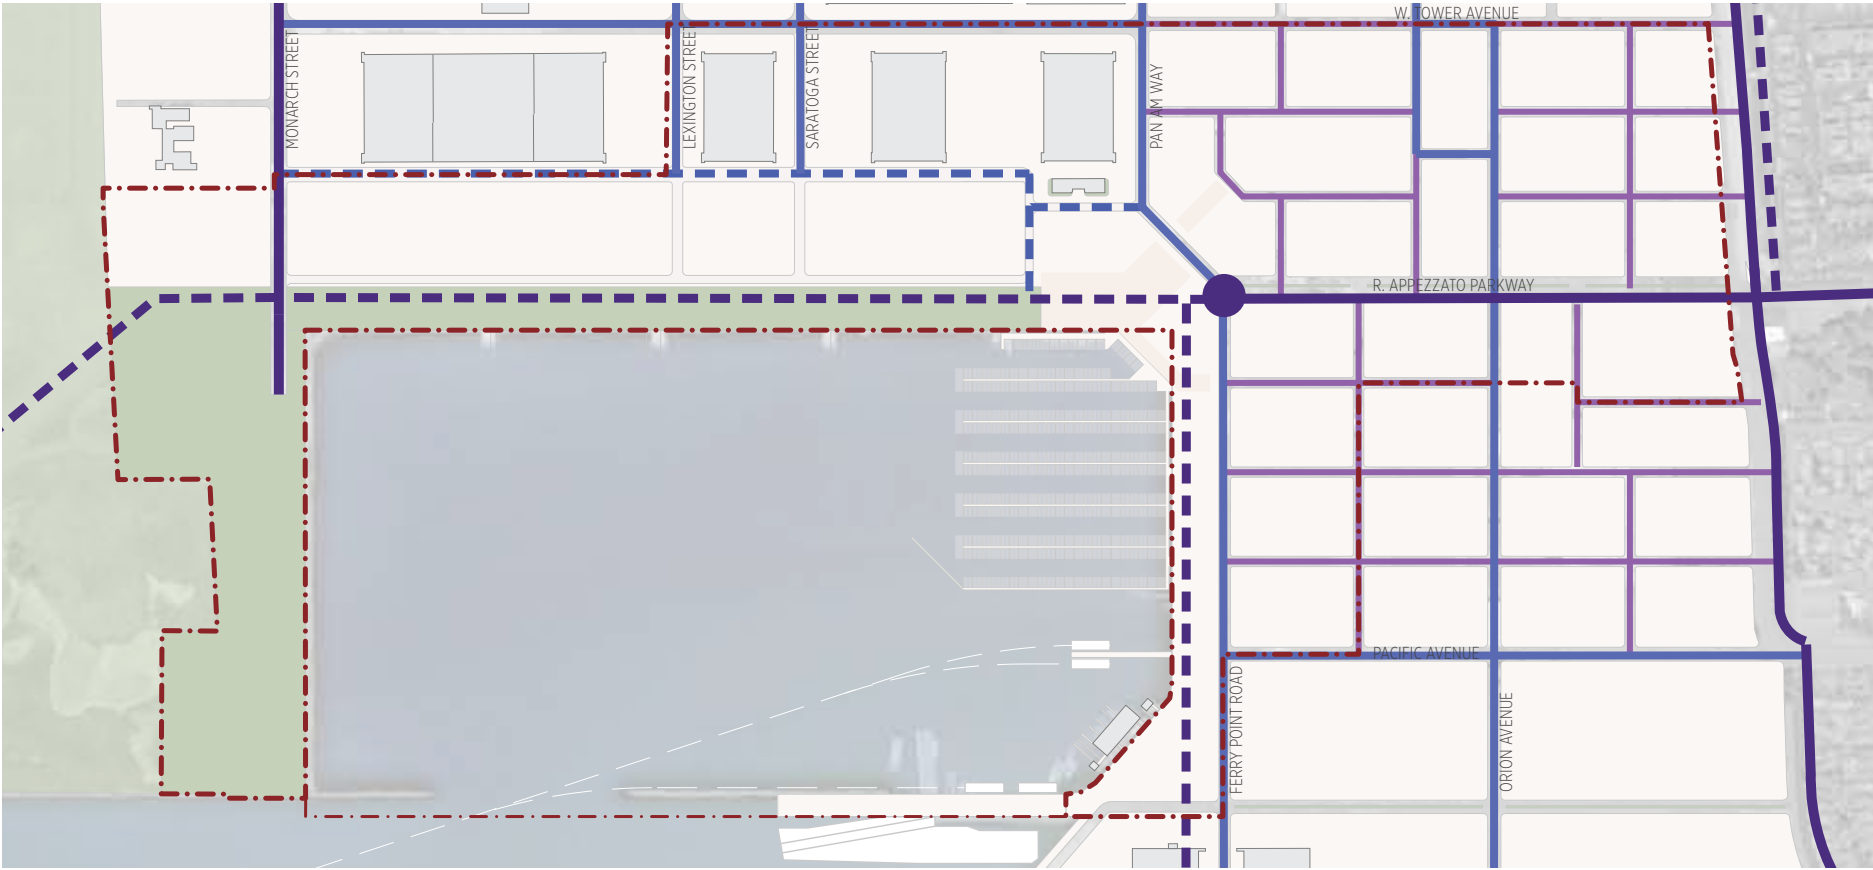 W. TOWER AVENUE
MONARCH STREET
LEXINGTON STREET
SARATOGA STREET
PAN AM WAY
R. APPEZZATO PARKWAY
PACIFIC AVENUE
FERRY POINT ROAD
ORION AVENUE